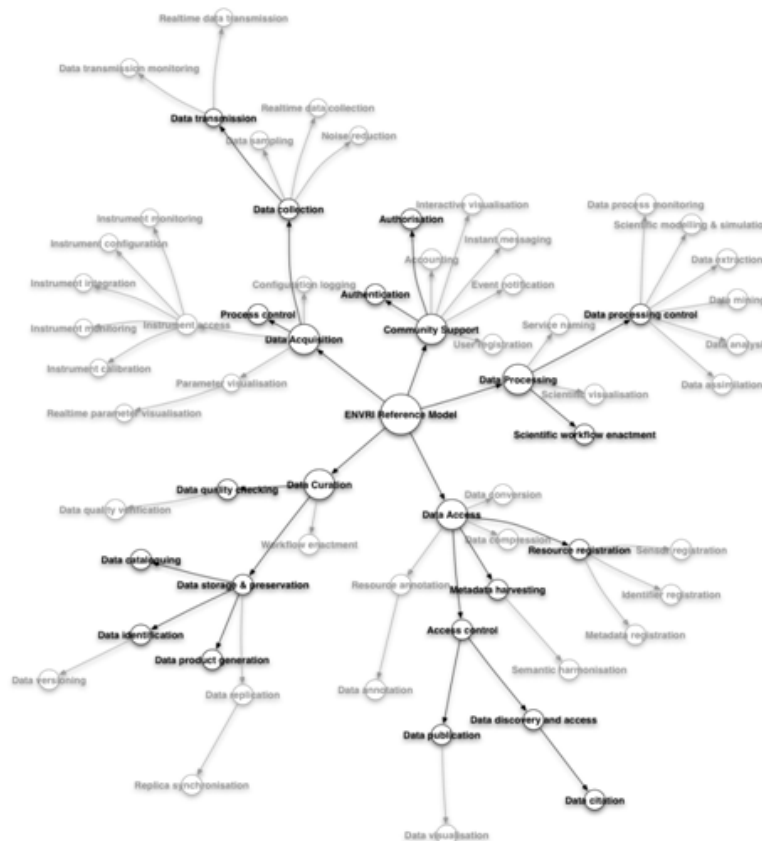 Realtime data transmission
Data transmission monitoring
Realtime data collection
Data transmission
Noise reduction
Data sampling
Interactive visualisation
Data process monitoring
Data collection
Authorisation
Instrument monitoring
Scientific modelling & simulation
Instrument configuration
Instant messaging
Accounting
Data extraction
Instrument integration
Configuration logging
Event notification
Authentication
Data mining
Process control
Data processing control
Instrument monitoring
Instrument access
Community Support
Service naming
Data Acquisition
User registration
Data analysis
Instrument calibration
Data Processing
Parameter visualisation
Data assimilation
Scientific visualisation
Realtime parameter visualisation
ENVRI Reference Model
Scientific workflow enactment
Data Curation
Data quality checking
Data conversion
Data quality verification
Data Access
Workflow enactment
Data compression
Resource registration
Sensor registration
Data cataloguing
Data storage & preservation
Resource annotation
Metadata harvesting
Identifier registration
Data identification
Access control
Metadata registration
Data product generation
Semantic harmonisation
Data versioning
Data replication
Data annotation
Data discovery and access
Data publication
Replica synchronisation
Data citation
Data visualisation